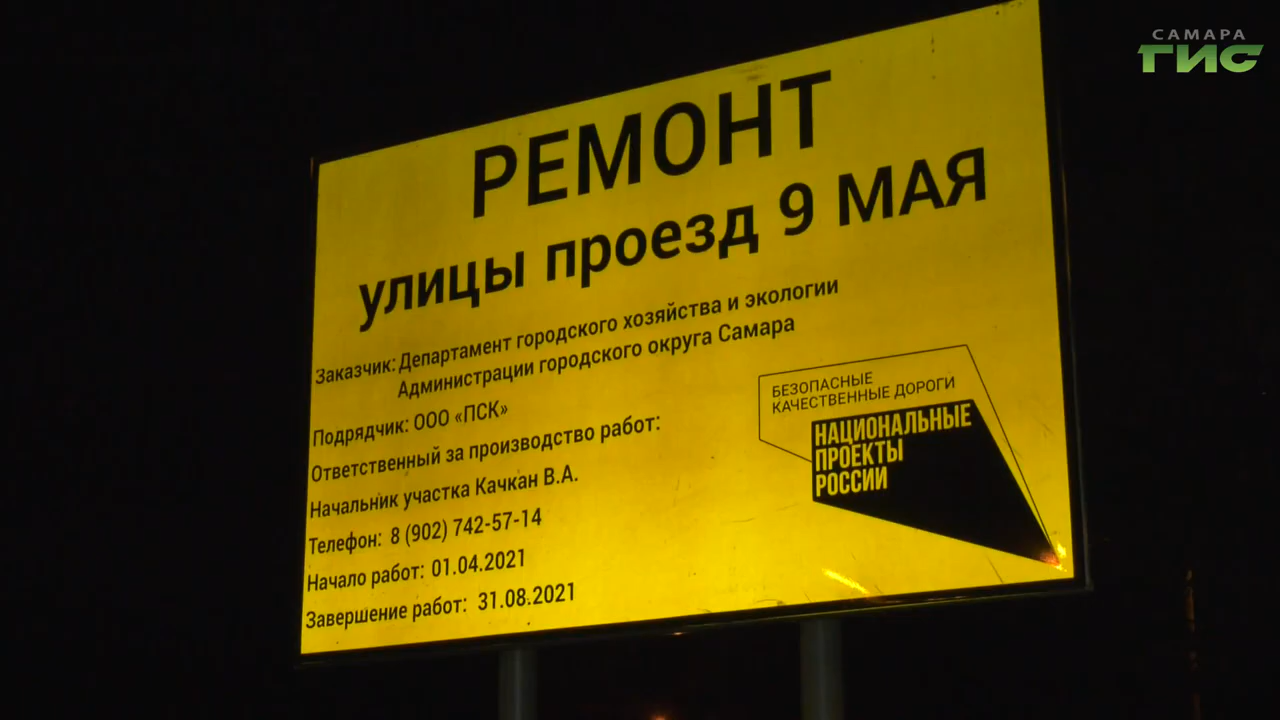 САМАРА
ГИС
РЕМОНТ
улицы проезд 9 МАЯ
Заказчик: Департамент городского хозяйства и экологии
Администрации городского округа Самара
Подрядчик: ООО «ПСК»
Ответственный за производство работ:
Начальник участка Качкан В.А.
Телефон: 8 (902) 742-57-14
Начало работ: 01.04.2021
Завершение работ: 31.08.2021
БЕЗОПАСНЫЕ
КАЧЕСТВЕННЫЕ ДОРОГИ
НАЦИОНАЛЬНЫЕ
ПРОЕКТЫ
РОССИИ